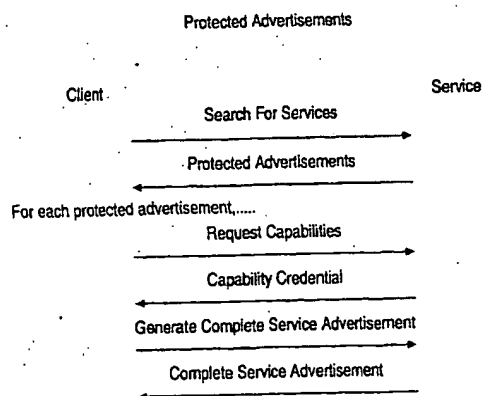 Protected Advertisements
Client
Service
Search For Services
Protected Advertisements
For each protected advertisement,.....
Request Capabilities
Capability Credential
Generate Complete Service Advertisement
Complete Service Advertisement